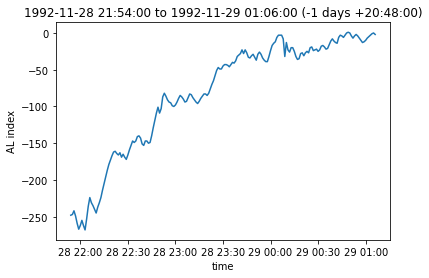 1992-11-28 21:54:00 to 1992-11-29 01:06:00 (-1 days +20:48:00)
0
−50
−100
−150
−200
−250
AL index
28 22:00 28 22:30 28 23:00 28 23:30 29 00:00 29 00:30 29 01:00
time